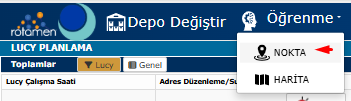 rotamen
Depo Değiştir
Öğrenme
LUCY PLANLAMA
NOKTA
Toplamlar
Lucy
Genel
HARİTA
Lucy Çalışma Saati
Adres Düzenleme/Su